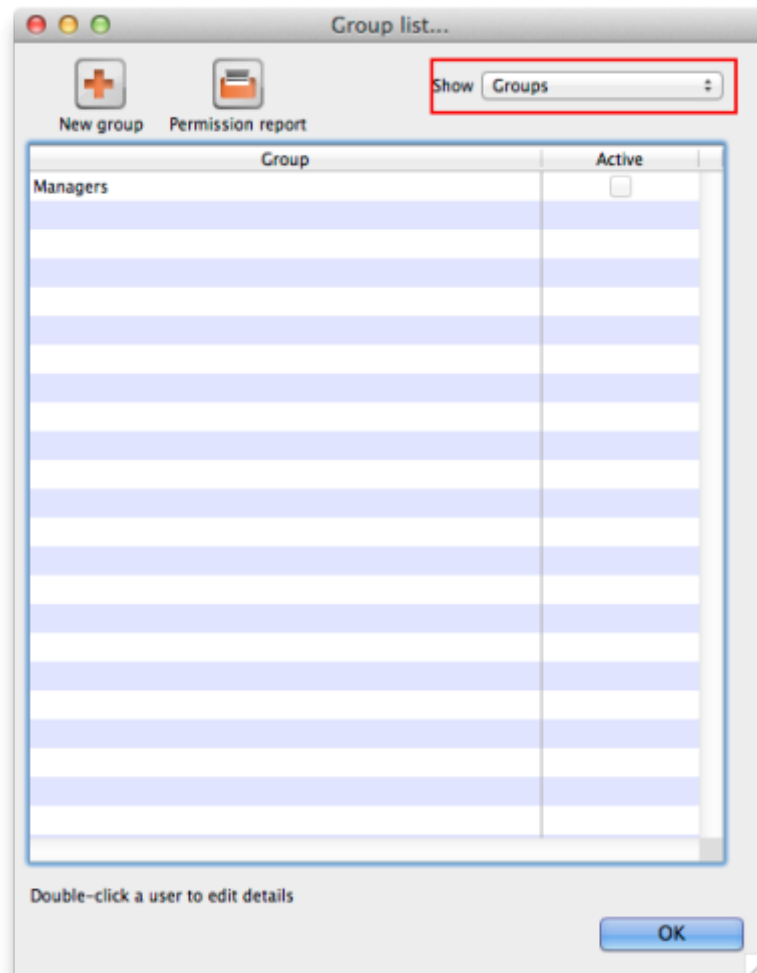 Group list...
Show Groups
New group Permission report
Group Active
Managers
Double-click a user to edit details
OK